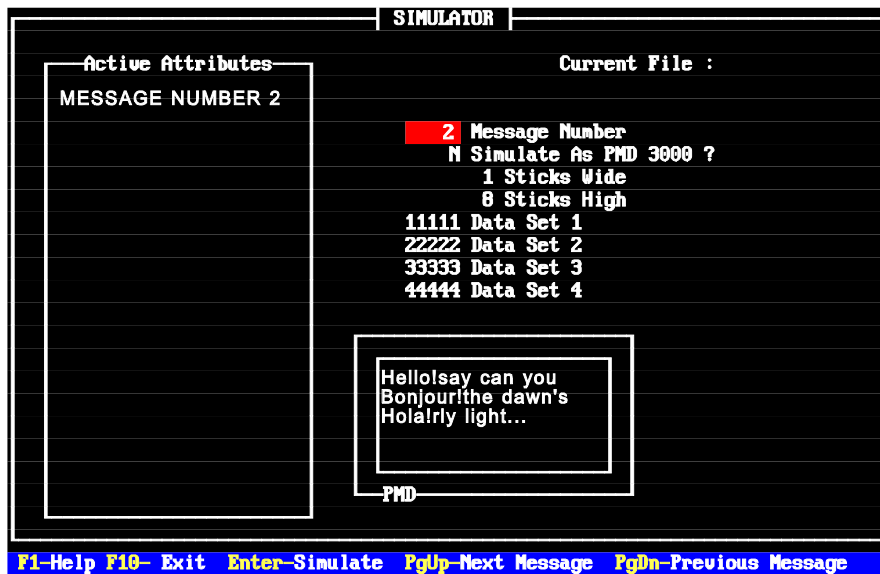 SIMULATOR
Active Attributes
MESSAGE NUMBER 2
Current File :
2 Message Number
N Simulate As PMD 3000 ?
1 Sticks Wide
8 Sticks High
11111 Data Set 1
22222 Data Set 2
33333 Data Set 3
44444 Data Set 4
Hello!say can you
Bonjour!the dawn's
Hola!rly light...
PMD
F1-Help F10- Exit Enter-Simulate PgUp-Next Message PgDn-Previous Message